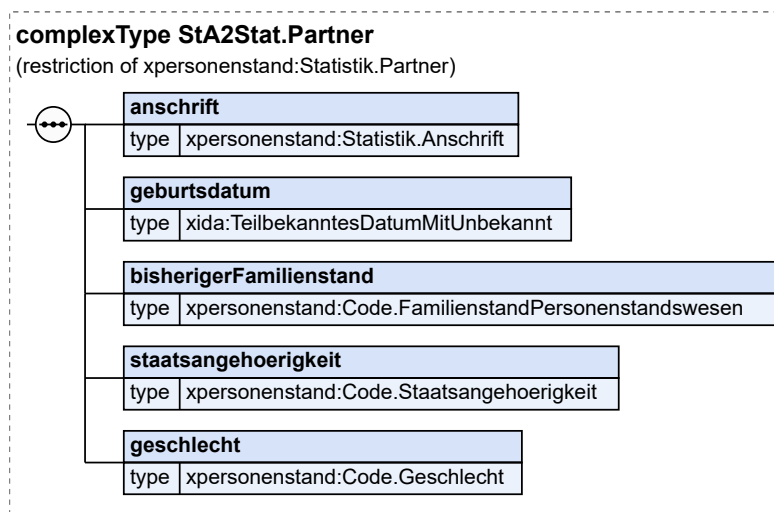 complexType StA2Stat.Partner
(restriction of xpersonenstand:Statistik.Partner)
anschrift
type xpersonenstand:Statistik.Anschrift
geburtsdatum
type xida:TeilbekanntesDatumMitUnbekannt
bisherigerFamilienstand
type xpersonenstand:Code.FamilienstandPersonenstandswesen
staatsangehoerigkeit
type xpersonenstand:Code.Staatsangehoerigkeit
geschlecht
type xpersonenstand:Code.Geschlecht